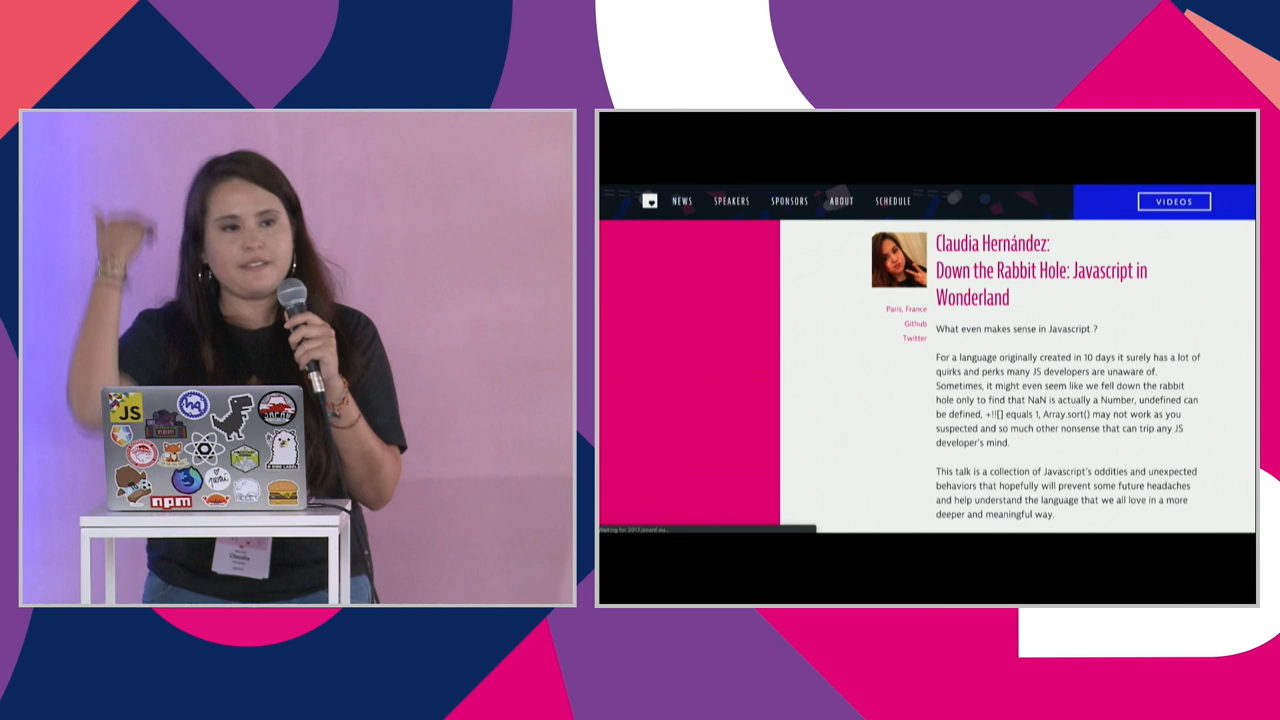 NEWS SPEAKERS SPONSORS ABOUT SCHEDULE VIDEOS
Claudia Hernández:
Down the Rabbit Hole: Javascript in
Wonderland
Paris, France
Github
Twitter
What even makes sense in Javascript ?
For a language originally created in 10 days it surely has a lot of
quirks and perks many JS developers are unaware of.
Sometimes, it might even seem like we fell down the rabbit
hole only to find that NaN is actually a Number, undefined can
be defined, +!![] equals 1, Array.sort() may not work as you
suspected and so much other nonsense that can trip any JS
developer's mind.
This talk is a collection of Javascript's oddities and unexpected
behaviors that hopefully will prevent some future headaches
and help understand the language that we all love in a more
deeper and meaningful way.
JS
hq
npm
Claudia